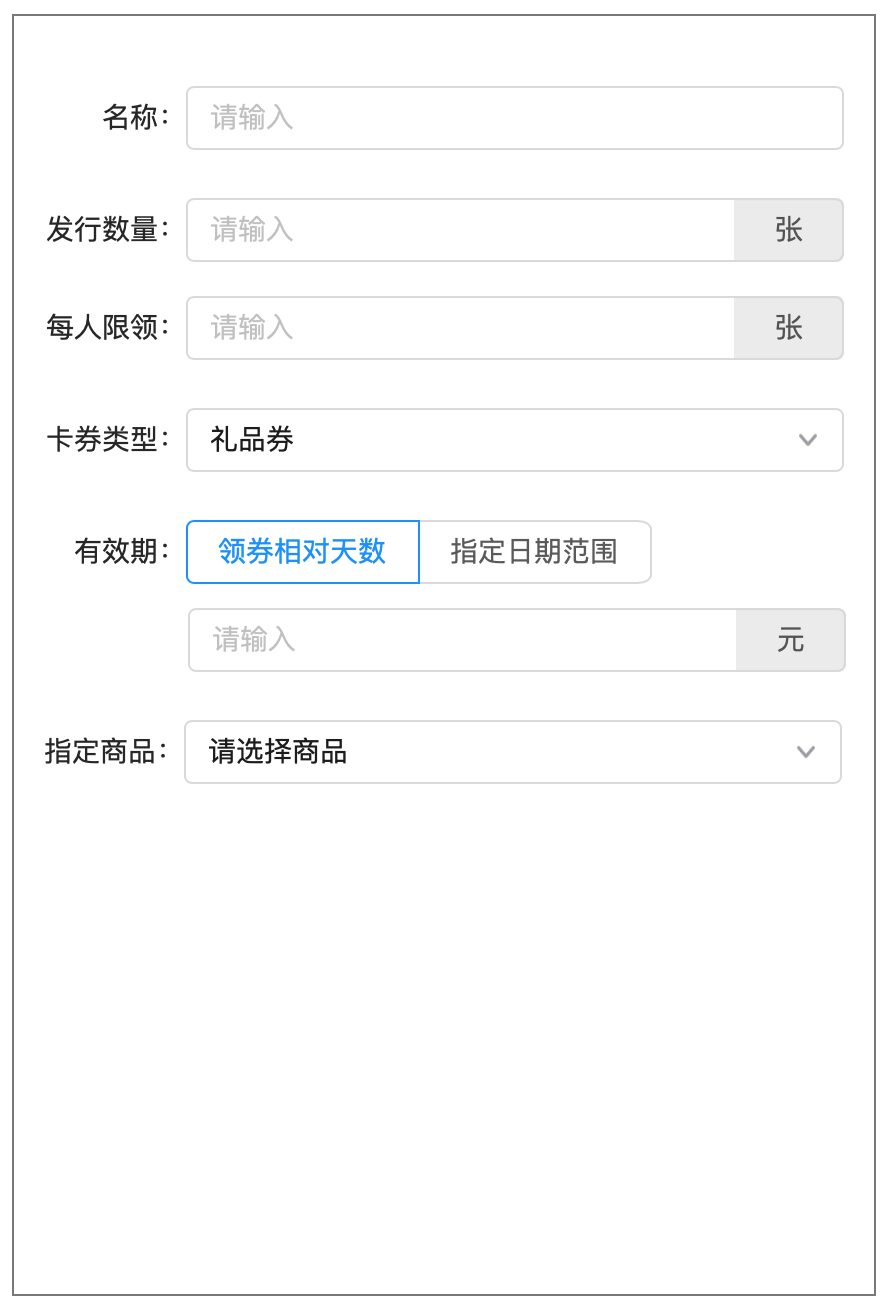 名称： 请输入
发行数量： 请输入 张
每人限领： 请输入 张
卡券类型： 礼品券
有效期： 领券相对天数 指定日期范围
请输入 元
指定商品： 请选择商品